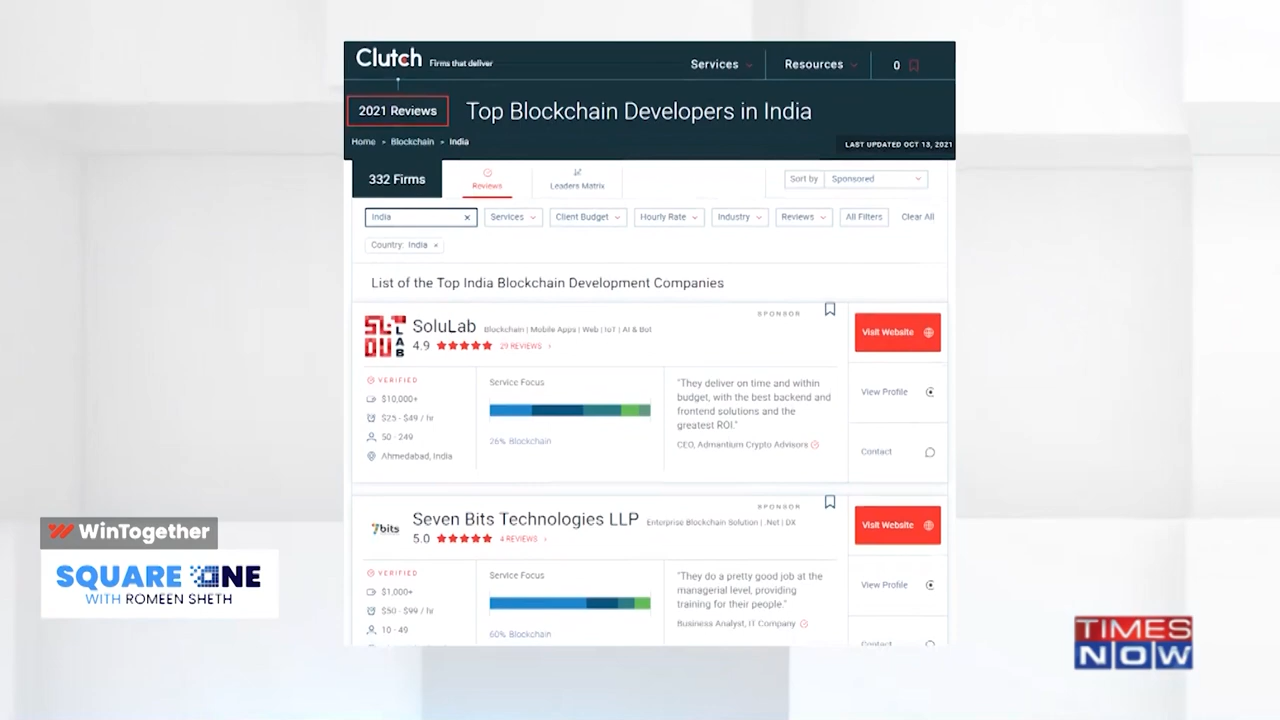 Clutch Firms that deliver
Services
Resources
0
2021 Reviews
Top Blockchain Developers in India
Home > Blockchain > India
LAST UPDATED OCT 13, 2021
332 Firms
Reviews
Leaders Matrix
Sort by Sponsored
India ×
Services
Client Budget
Hourly Rate
Industry
Reviews
All Filters
Clear All
Country: India ×
List of the Top India Blockchain Development Companies
SPONSOR
SOLULAB
SoluLab Blockchain | Mobile Apps | Web | IoT | AI & Bot
4.9 29 REVIEWS >
Visit Website
VERIFIED
$10,000+
$25 - $49 / hr
50 - 249
Ahmedabad, India
Service Focus
26% Blockchain
"They deliver on time and within
budget, with the best backend and
frontend solutions and the
greatest ROI."
CEO, Admantium Crypto Advisors
View Profile
Contact
SPONSOR
7bits
Seven Bits Technologies LLP Enterprise Blockchain Solution | .Net | DX
5.0 4 REVIEWS >
Visit Website
VERIFIED
$1,000+
$50 - $99 / hr
10 - 49
Service Focus
60% Blockchain
"They do a pretty good job at the
managerial level, providing
training for their people."
Business Analyst, IT Company
View Profile
Contact
WinTogether
SQUARE ONE
WITH ROMEEN SHETH
TIMES
NOW